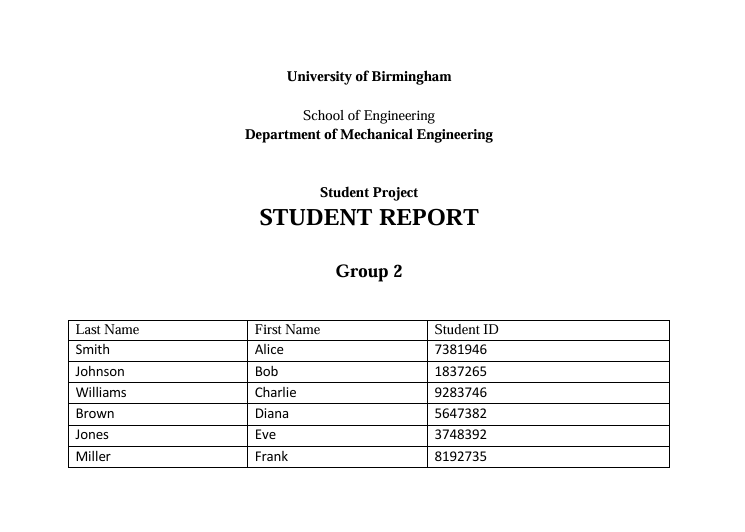 University of Birmingham
School of Engineering
Department of Mechanical Engineering
Student Project
STUDENT REPORT
Group 2
Last Name First Name Student ID
Smith Alice 7381946
Johnson Bob 1837265
Williams Charlie 9283746
Brown Diana 5647382
Jones Eve 3748392
Miller Frank 8192735